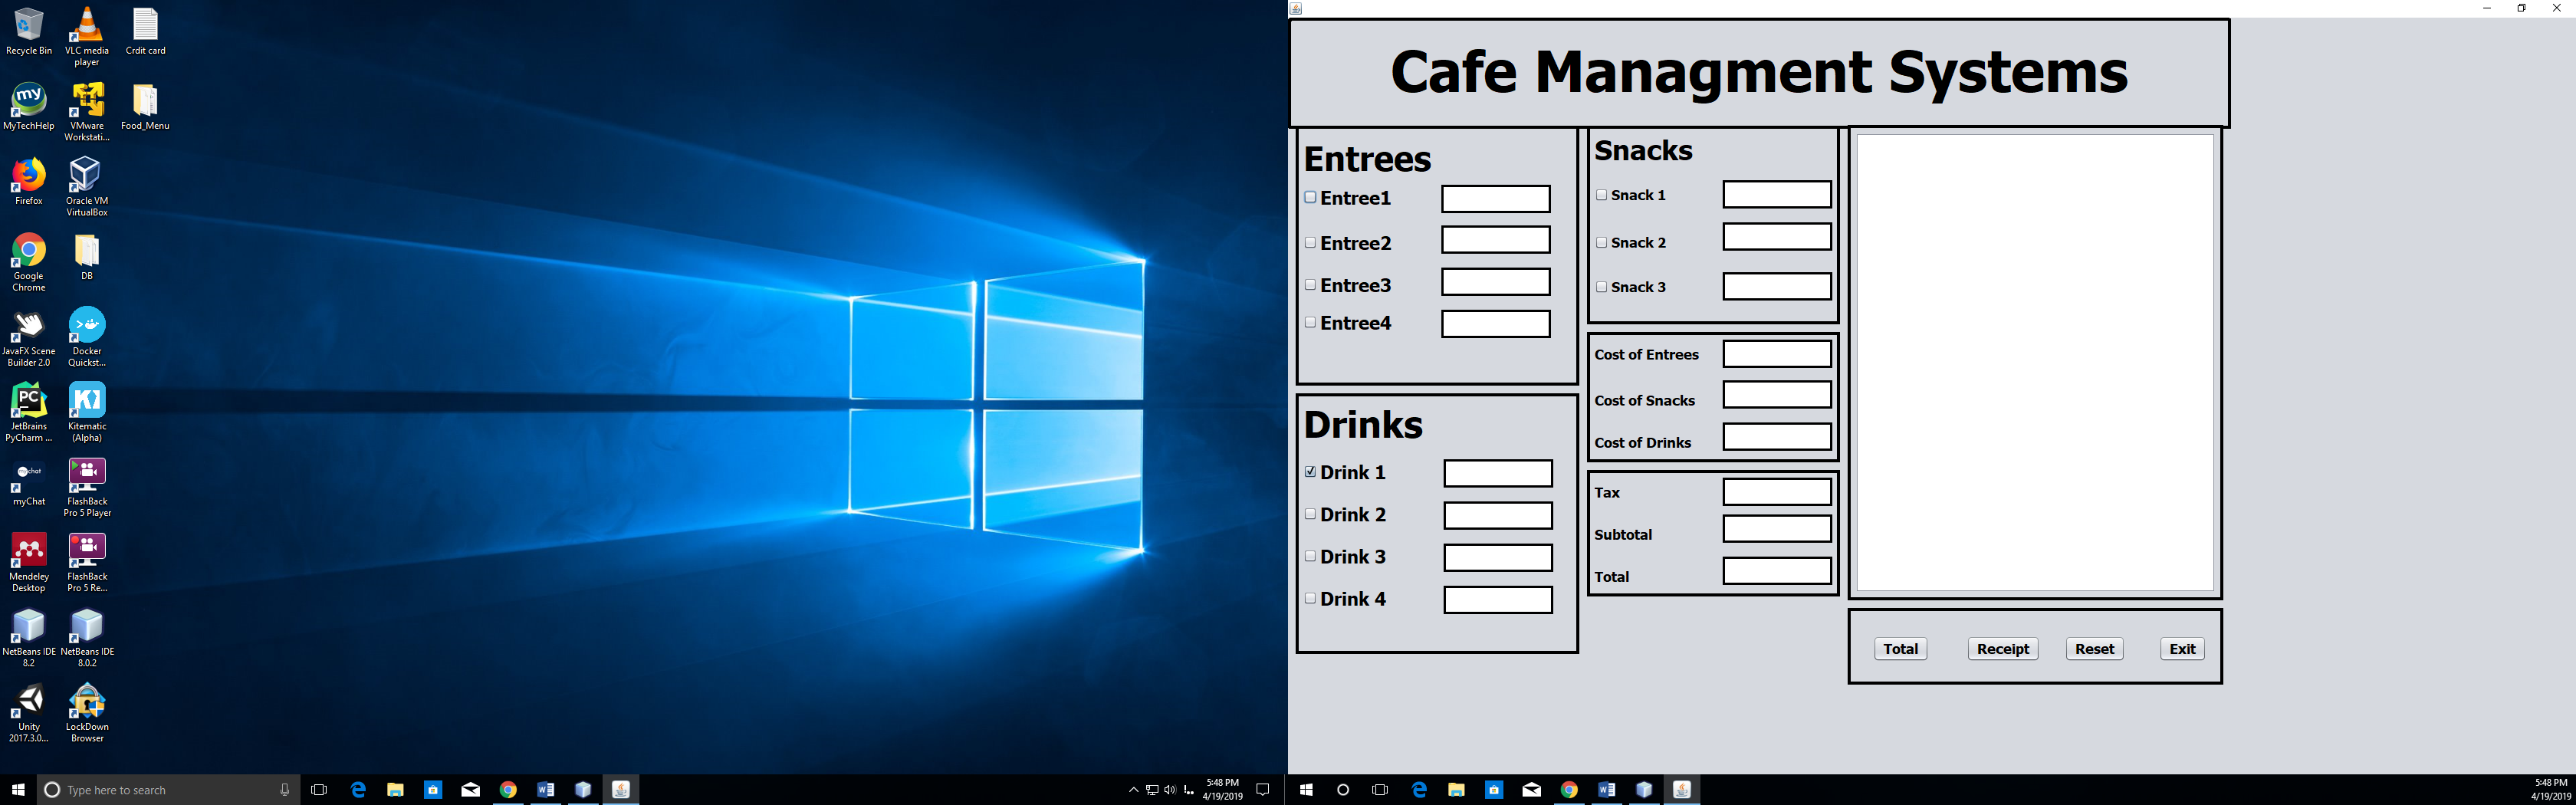 Recycle Bin
VLC media
player
Crdit card
MyTechHelp
VMware
Workstati...
Food_Menu
Firefox
Oracle VM
VirtualBox
Google
Chrome
DB
JavaFX Scene
Builder 2.0
Docker
Quickst...
JetBrains
PyCharm ...
Kitematic
(Alpha)
myChat
FlashBack
Pro 5 Player
Mendeley
Desktop
FlashBack
Pro 5 Re...
NetBeans IDE
8.2
NetBeans IDE
8.0.2
Unity
2017.3.0...
LockDown
Browser
Type here to search
5:48 PM
4/19/2019
Cafe Managment Systems
Entrees
Entree1
Entree2
Entree3
Entree4
Drinks
Drink 1
Drink 2
Drink 3
Drink 4
Snacks
Snack 1
Snack 2
Snack 3
Cost of Entrees
Cost of Snacks
Cost of Drinks
Tax
Subtotal
Total
Total Receipt Reset Exit
5:48 PM
4/19/2019